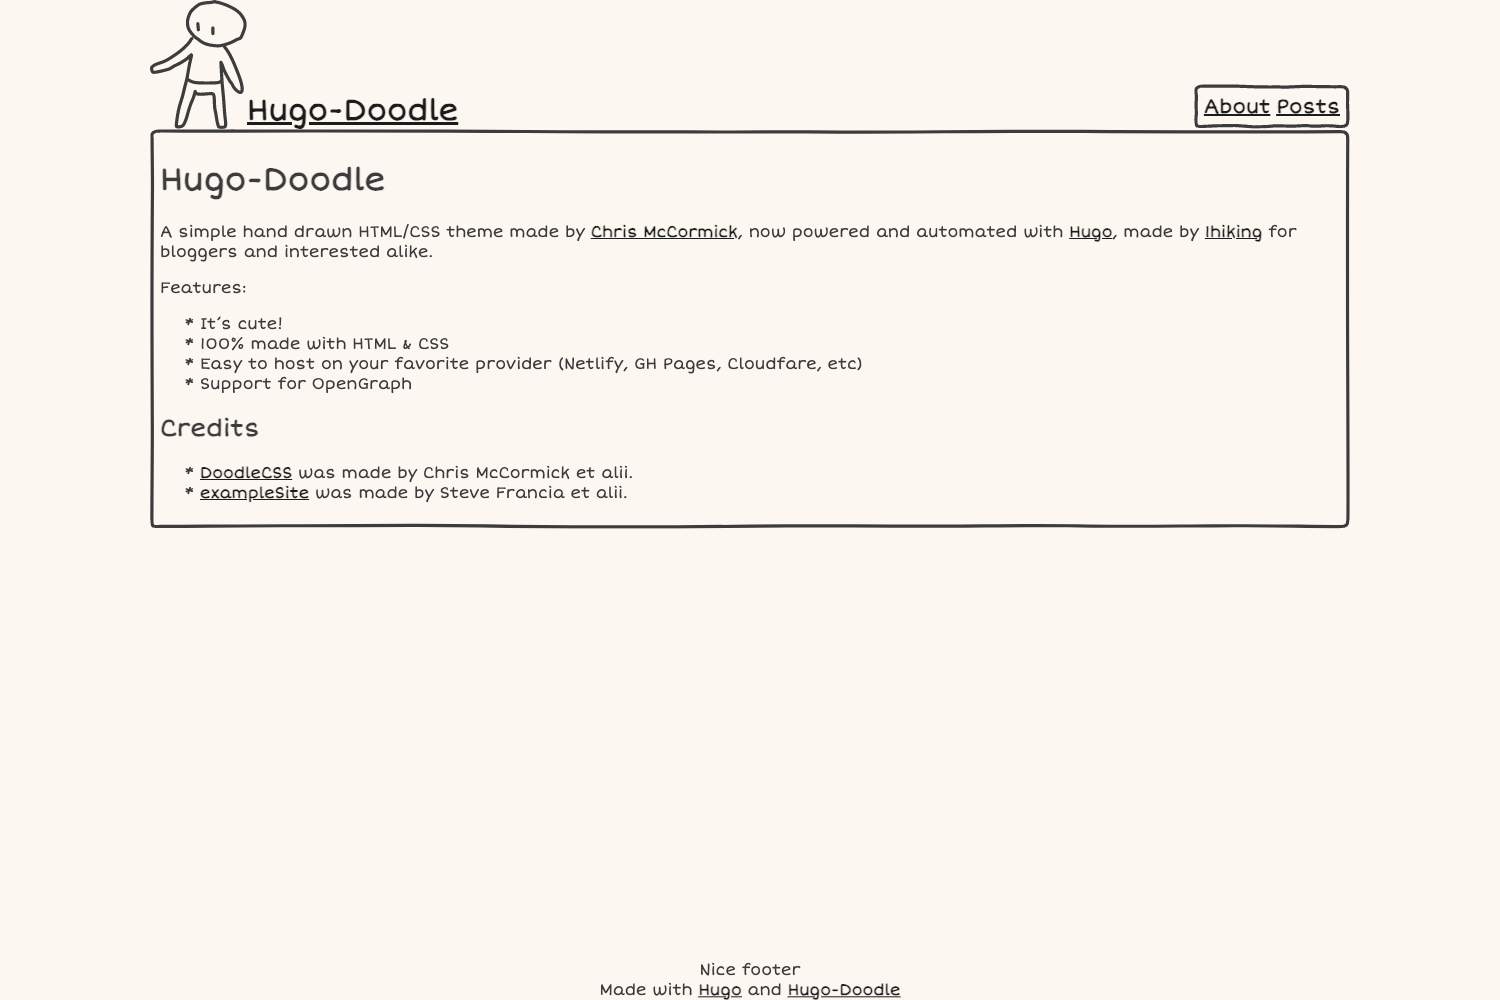 Hugo-Doodle
About Posts
Hugo-Doodle
A simple hand drawn HTML/CSS theme made by Chris McCormick, now powered and automated with Hugo, made by 1hiking for
bloggers and interested alike.
Features:
* It's cute!
* 100% made with HTML & CSS
* Easy to host on your favorite provider (Netlify, GH Pages, Cloudfare, etc)
* Support for OpenGraph
Credits
* DoodleCSS was made by Chris McCormick et alii.
* exampleSite was made by Steve Francia et alii.
Nice footer
Made with Hugo and Hugo-Doodle